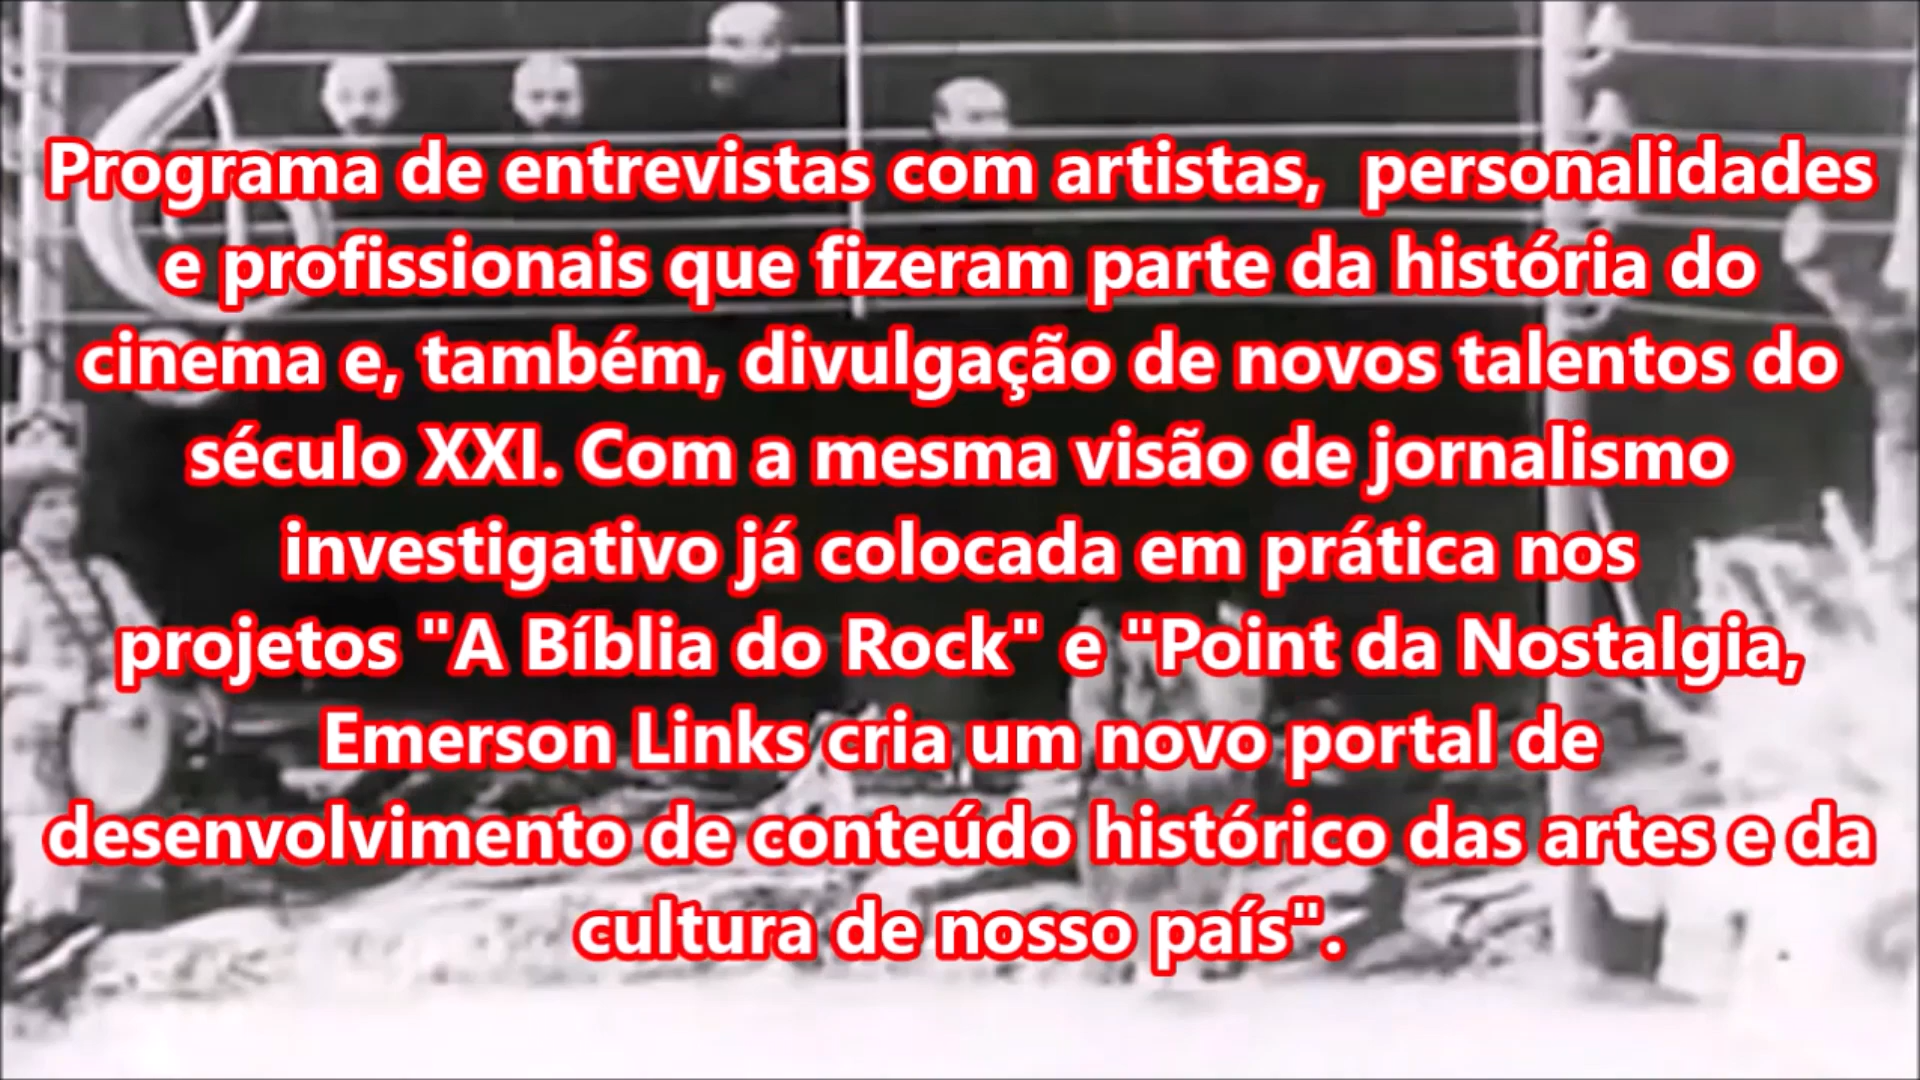 Programa de entrevistas com artistas,  personalidades
e profissionais que fizeram parte da história do
cinema e, também, divulgação de novos talentos do
século XXI. Com a mesma visão de jornalismo
investigativo já colocada em prática nos
projetos "A Bíblia do Rock" e "Point da Nostalgia,
Emerson Links cria um novo portal de
desenvolvimento de conteúdo histórico das artes e da
cultura de nosso país".